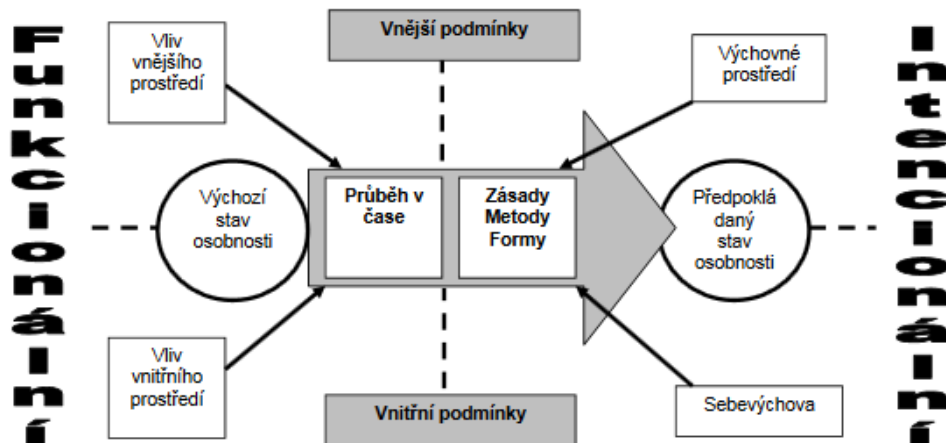 Funkcionální
Vliv
vnějšího
prostředí
Vnější podmínky
Výchovné
prostředí
Intencionální
Výchozí
stav
osobnosti
Průběh v
čase
Zásady
Metody
Formy
Předpoklá
daný
stav
osobnosti
Vliv
vnitřního
prostředí
Vnitřní podmínky
Sebevýchova